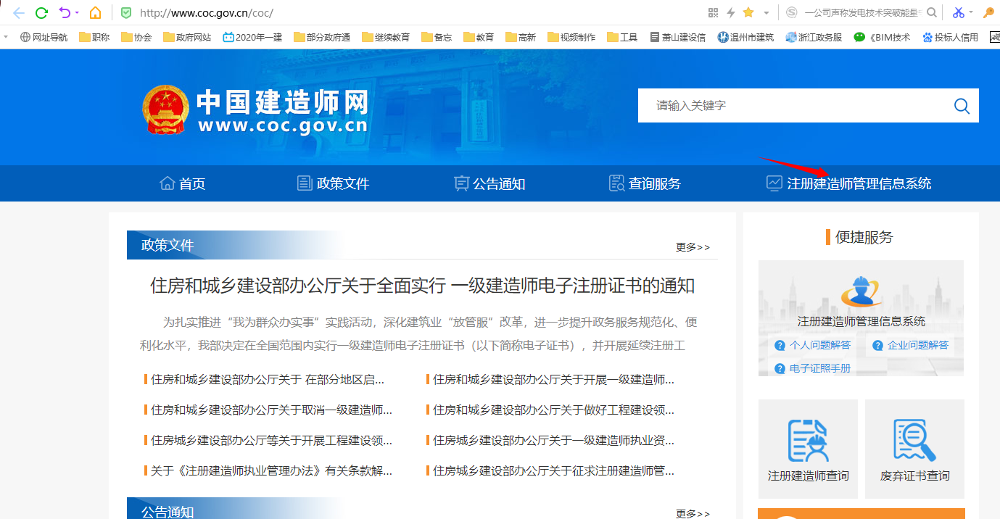 http://www.coc.gov.cn/coc/
一公司声称发电技术突破能量
网址导航 职称 协会 政府网站 2020年一建 部分政府通 继续教育 备忘 教育 高新 视频制作 工具 萧山建设信 温州市建筑 浙江政务服 《BIM技术 投标人信用
中国建造师网
www.coc.gov.cn
请输入关键字
首页 政策文件 公告通知 查询服务 注册建造师管理信息系统
政策文件
更多>>
住房和城乡建设部办公厅关于全面实行 一级建造师电子注册证书的通知
为扎实推进“我为群众办实事”实践活动，深化建筑业“放管服”改革，进一步提升政务服务规范化、便
利化水平，我部决定在全国范围内实行一级建造师电子注册证书（以下简称电子证书），并开展延续注册工
住房和城乡建设部办公厅关于 在部分地区启...
住房和城乡建设部办公厅关于开展一级建造师...
住房和城乡建设部办公厅关于取消一级建造师...
住房和城乡建设部办公厅关于做好工程建设领...
住房城乡建设部办公厅等关于开展工程建设领...
住房城乡建设部办公厅关于一级建造师执业资...
关于《注册建造师执业管理办法》有关条款解...
住房城乡建设部办公厅关于征求注册建造师管...
公告通知
更多>>
便捷服务
注册建造师管理信息系统
个人问题解答 企业问题解答
电子证照手册
注册建造师查询 废弃证书查询